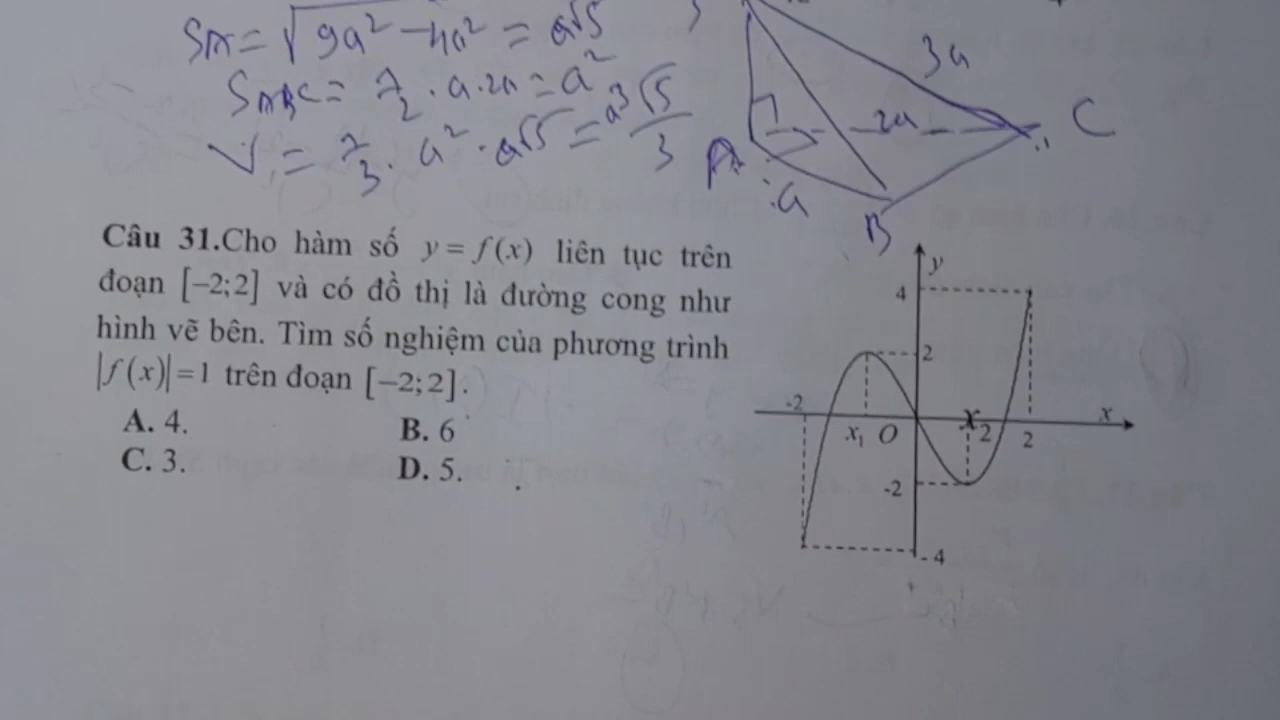 SA = √9a² - 4a² = a√5
3a
S ABC = 1/2 . a . 2a = a²
2a
C
V = 1/3 . a² . a√5 = a³√5/3
A
a
B
Câu 31.Cho hàm số y = f(x) liên tục trên
đoạn [-2;2] và có đồ thị là đường cong như
hình vẽ bên. Tìm số nghiệm của phương trình
|f(x)| = 1 trên đoạn [-2;2].
A. 4. B. 6
C. 3. D. 5.
y
4
2
-2 x
x₁ O x₂ 2
-2
-4